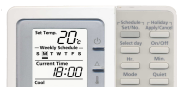 Set Temp.
20°c
Weekly Schedule
S M T W T F S
Current Time
18:00
Cool
Schedule
Set/No.
Holiday
Apply/Cancel
Select day
On/Off
Hr.
Min.
Mode
Quiet